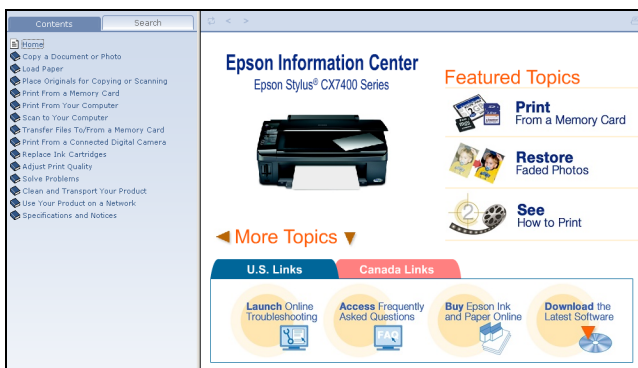 Contents
Search
Home
Copy a Document or Photo
Load Paper
Place Originals for Copying or Scanning
Print From a Memory Card
Print From Your Computer
Scan to Your Computer
Transfer Files To/From a Memory Card
Print From a Connected Digital Camera
Replace Ink Cartridges
Adjust Print Quality
Solve Problems
Clean and Transport Your Product
Use Your Product on a Network
Specifications and Notices
Epson Information Center
Epson Stylus® CX7400 Series
Featured Topics
Print
From a Memory Card
Restore
Faded Photos
2
See
How to Print
More Topics
U.S. Links
Canada Links
Launch Online
Troubleshooting
Access Frequently
Asked Questions
FAQ
Buy Epson Ink
and Paper Online
Download the
Latest Software